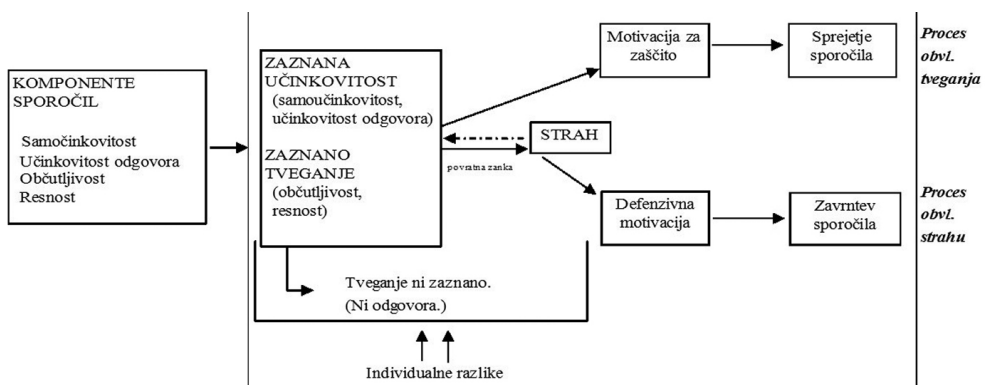 KOMPONENTE
SPOROČIL
Samočinkovitost
Učinkovitost odgovora
Občutljivost
Resnost
ZAZNANA
UČINKOVITOST
(samoučinkovitost,
učinkovitost odgovora)
ZAZNANO
TVEGANJE
(občutljivost,
resnost)
Tveganje ni zaznano.
(Ni odgovora.)
Individualne razlike
povratna zanka
STRAH
Motivacija za
zaščito
Sprejetje
sporočila
Defenzivna
motivacija
Zavrntev
sporočila
Proces
obvl.
tveganja
Proces
obvl.
strahu